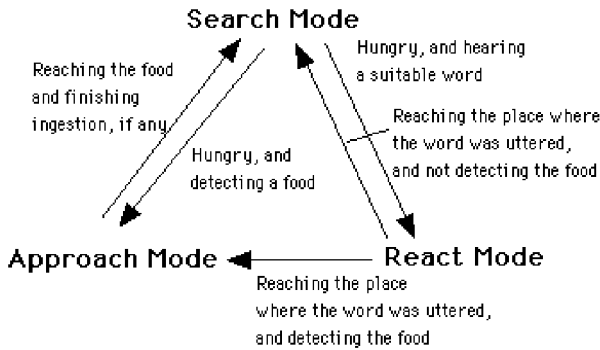 Search Mode
Reaching the food
and finishing
ingestion, if any
Hungry, and
detecting a food
Hungry, and hearing
a suitable word
Reaching the place where
the word was uttered,
and not detecting the food
Approach Mode
React Mode
Reaching the place
where the word was uttered,
and detecting the food